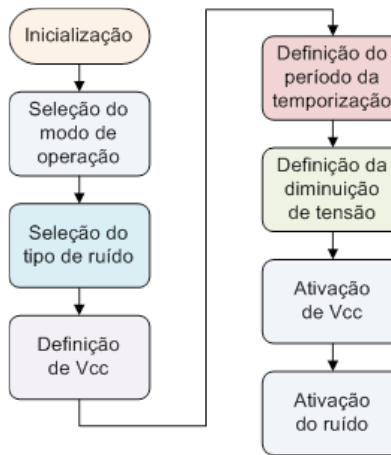 Inicialização
Seleção do
modo de
operação
Seleção do
tipo de ruído
Definição
de Vcc
Definição do
período da
temporização
Definição da
diminuição
de tensão
Ativação
de Vcc
Ativação
do ruído